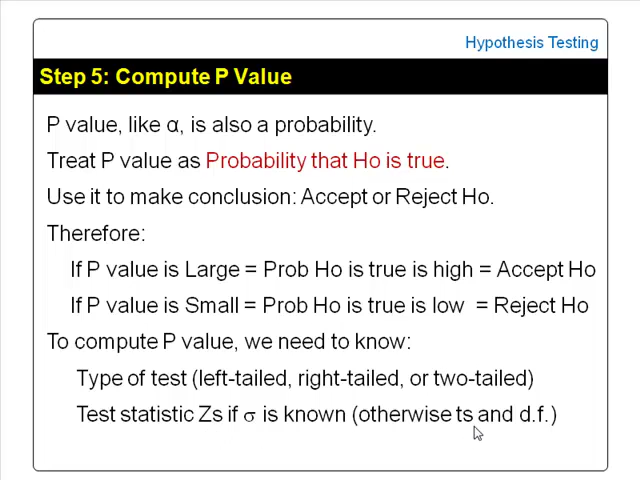 Hypothesis Testing
Step 5: Compute P Value
P value, like α, is also a probability.
Treat P value as Probability that Ho is true.
Use it to make conclusion: Accept or Reject Ho.
Therefore:
If P value is Large = Prob Ho is true is high = Accept Ho
If P value is Small = Prob Ho is true is low = Reject Ho
To compute P value, we need to know:
Type of test (left-tailed, right-tailed, or two-tailed)
Test statistic Zs if σ is known (otherwise ts and d.f.)